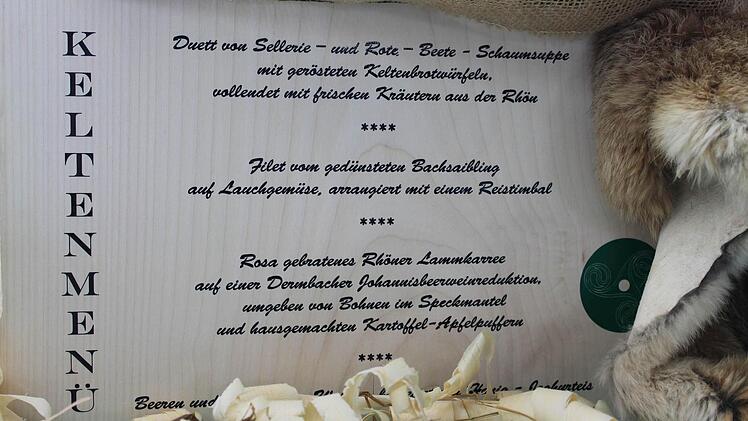 KELTENMENÜ
Duett von Sellerie – und Rote – Beete - Schaumsuppe
mit gerösteten Keltenbrotwürfeln,
vollendet mit frischen Kräutern aus der Rhön
****
Filet vom gedünsteten Bachsaibling
auf Lauchgemüse, arrangiert mit einem Reistimbal
****
Rosa gebratenes Rhöner Lammkarree
auf einer Dermbacher Johannisbeerweinreduktion,
umgeben von Bohnen im Speckmantel
und hausgemachten Kartoffel-Apfelpuffern
****
Beeren und